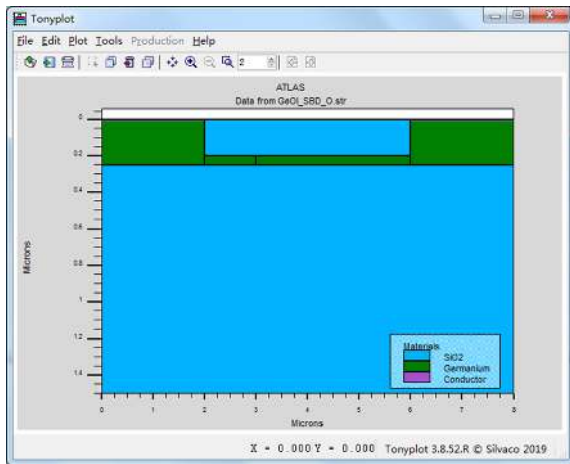 Tonyplot
File Edit Plot Tools Production Help
2
ATLAS
Data from GeOI_SBD_O.str
0
0.2
0.4
0.6
0.8
1
1.2
1.4
Microns
0 1 2 3 4 5 6 7 8
Microns
Materials
SiO2
Germanium
Conductor
X = 0.000 Y = 0.000 Tonyplot 3.8.52.R © Silvaco 2019